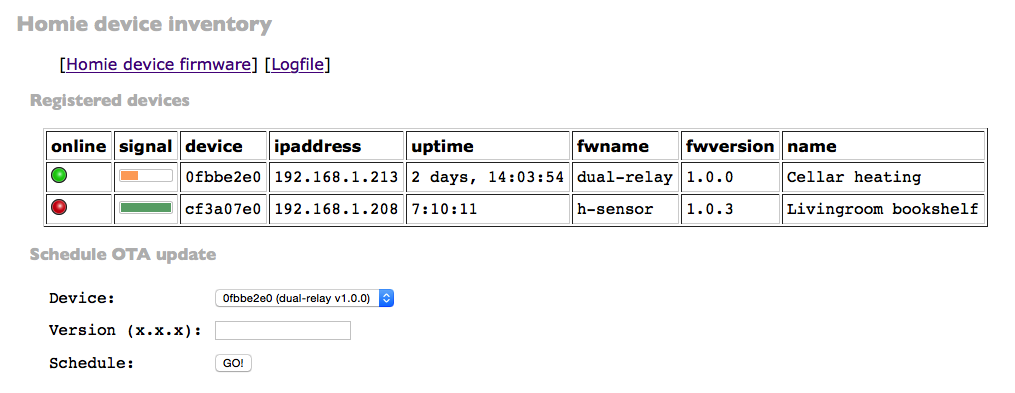 Homie device inventory
[Homie device firmware] [Logfile]
Registered devices
online signal device ipaddress uptime fwname fwversion name
0fbbe2e0 192.168.1.213 2 days, 14:03:54 dual-relay 1.0.0 Cellar heating
cf3a07e0 192.168.1.208 7:10:11 h-sensor 1.0.3 Livingroom bookshelf
Schedule OTA update
Device: 0fbbe2e0 (dual-relay v1.0.0)
Version (x.x.x):
Schedule: GO!